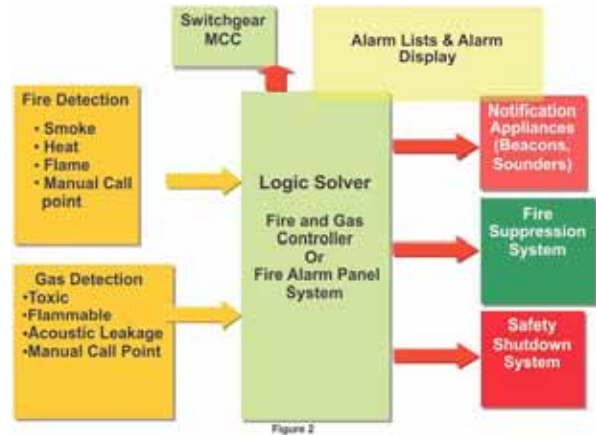 Switchgear
MCC
Alarm Lists & Alarm
Display
Fire Detection
• Smoke
• Heat
• Flame
• Manual Call
point
Gas Detection
•Toxic
•Flammable
•Acoustic Leakage
•Manual Call Point
Logic Solver
Fire and Gas
Controller
Or
Fire Alarm Panel
System
Notification
Appliances
(Beacons,
Sounders)
Fire
Suppression
System
Safety
Shutdown
System
Figure 2